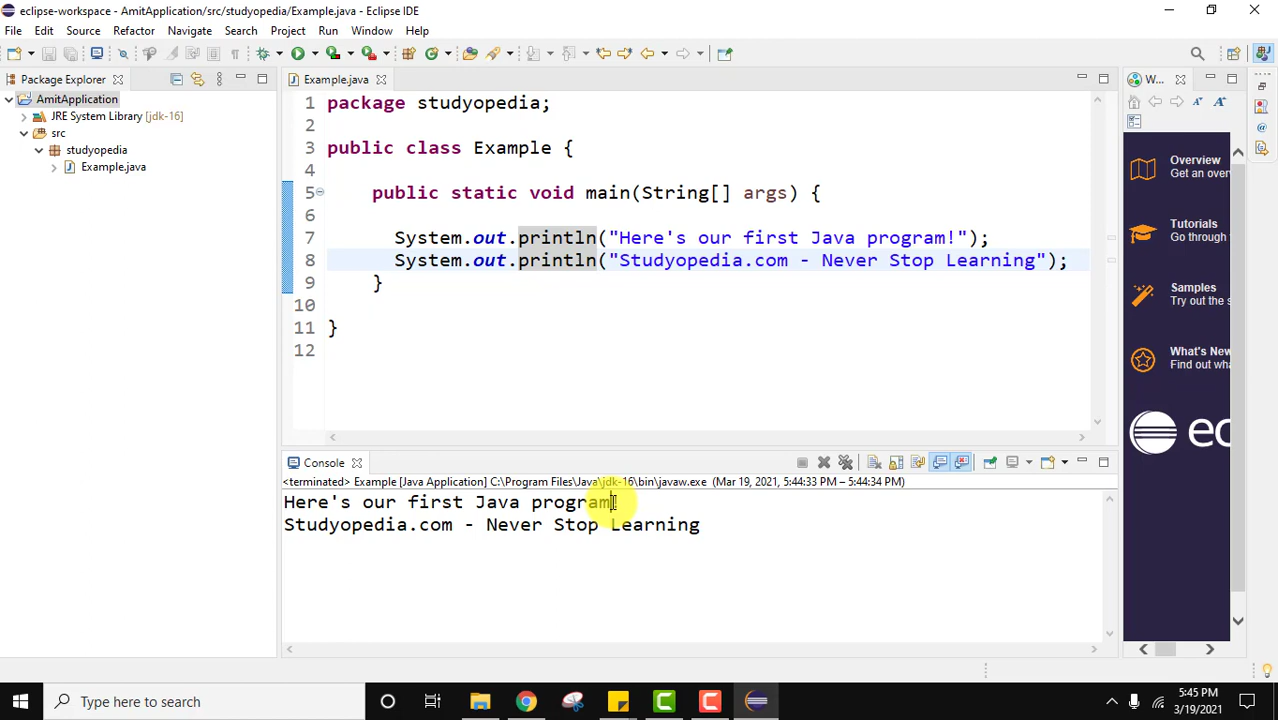 eclipse-workspace - AmitApplication/src/studyopedia/Example.java - Eclipse IDE
File Edit Source Refactor Navigate Search Project Run Window Help
Package Explorer
AmitApplication
JRE System Library [jdk-16]
src
studyopedia
Example.java
Example.java
1 package studyopedia;
2
3 public class Example {
4
5 public static void main(String[] args) {
6
7 System.out.println("Here's our first Java program!");
8 System.out.println("Studyopedia.com - Never Stop Learning");
9 }
10
11 }
12
W...
Overview
Tutorials
Go through
Samples
Try out the
What's New
Console
<terminated> Example [Java Application] C:\Program Files\Java\jdk-16\bin\javaw.exe (Mar 19, 2021, 5:44:33 PM – 5:44:34 PM)
Here's our first Java program
Studyopedia.com - Never Stop Learning
Type here to search
5:45 PM
3/19/2021